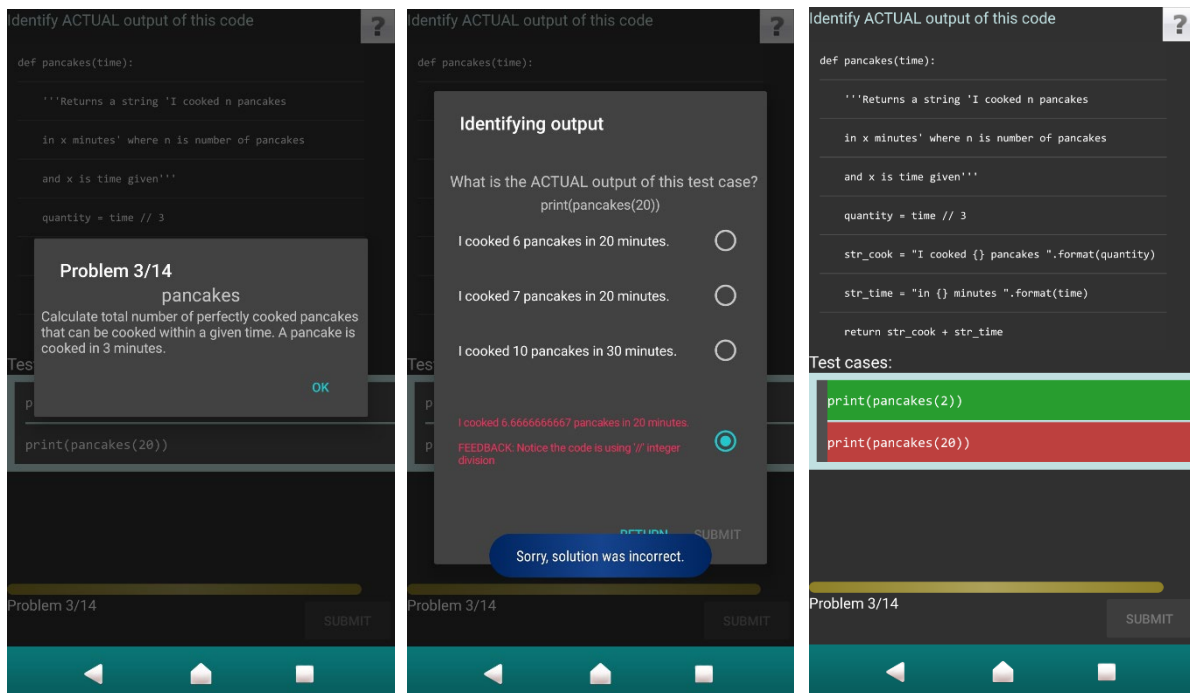 Identify ACTUAL output of this code
?
def pancakes(time):
'''Returns a string 'I cooked n pancakes
in x minutes' where n is number of pancakes
and x is time given'''
quantity = time // 3
Problem 3/14
pancakes
Calculate total number of perfectly cooked pancakes
that can be cooked within a given time. A pancake is
cooked in 3 minutes.
OK
Tes
p
print(pancakes(20))
Problem 3/14
SUBMIT
Identify ACTUAL output of this code
?
def pancakes(time):
Identifying output
What is the ACTUAL output of this test case?
print(pancakes(20))
I cooked 6 pancakes in 20 minutes.
I cooked 7 pancakes in 20 minutes.
I cooked 10 pancakes in 30 minutes.
Tes
p
I cooked 6.6666666667 pancakes in 20 minutes.
p
FEEDBACK: Notice the code is using '//' integer
division
RETURN
SUBMIT
Sorry, solution was incorrect.
Problem 3/14
SUBMIT
Identify ACTUAL output of this code
?
def pancakes(time):
'''Returns a string 'I cooked n pancakes
in x minutes' where n is number of pancakes
and x is time given'''
quantity = time // 3
str_cook = "I cooked {} pancakes ".format(quantity)
str_time = "in {} minutes ".format(time)
return str_cook + str_time
Test cases:
print(pancakes(2))
print(pancakes(20))
Problem 3/14
SUBMIT